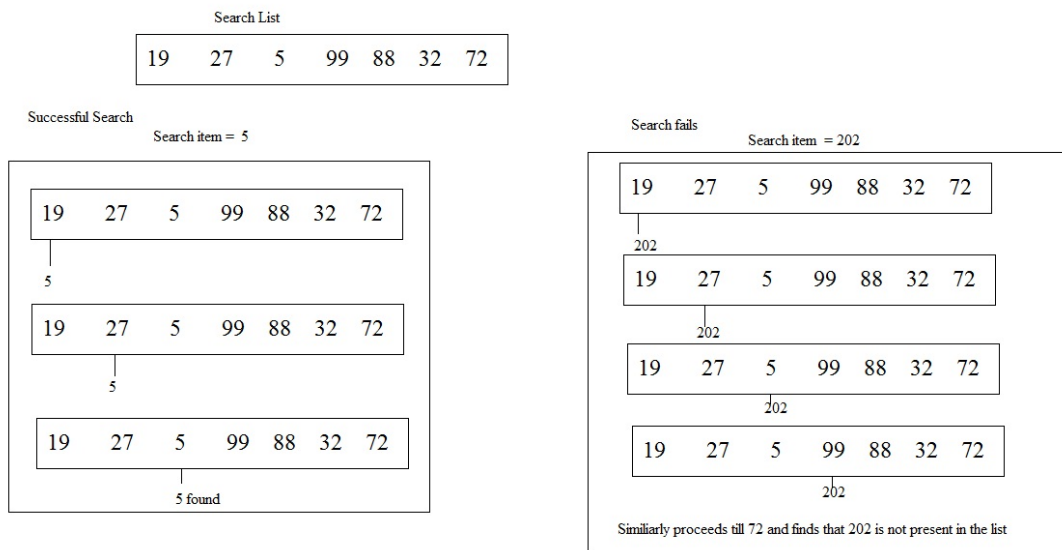 Search List
19 27 5 99 88 32 72
Successful Search
Search item = 5
19 27 5 99 88 32 72
5
19 27 5 99 88 32 72
5
19 27 5 99 88 32 72
5 found
Search fails
Search item = 202
19 27 5 99 88 32 72
202
19 27 5 99 88 32 72
202
19 27 5 99 88 32 72
202
19 27 5 99 88 32 72
202
Similiarly proceeds till 72 and finds that 202 is not present in the list